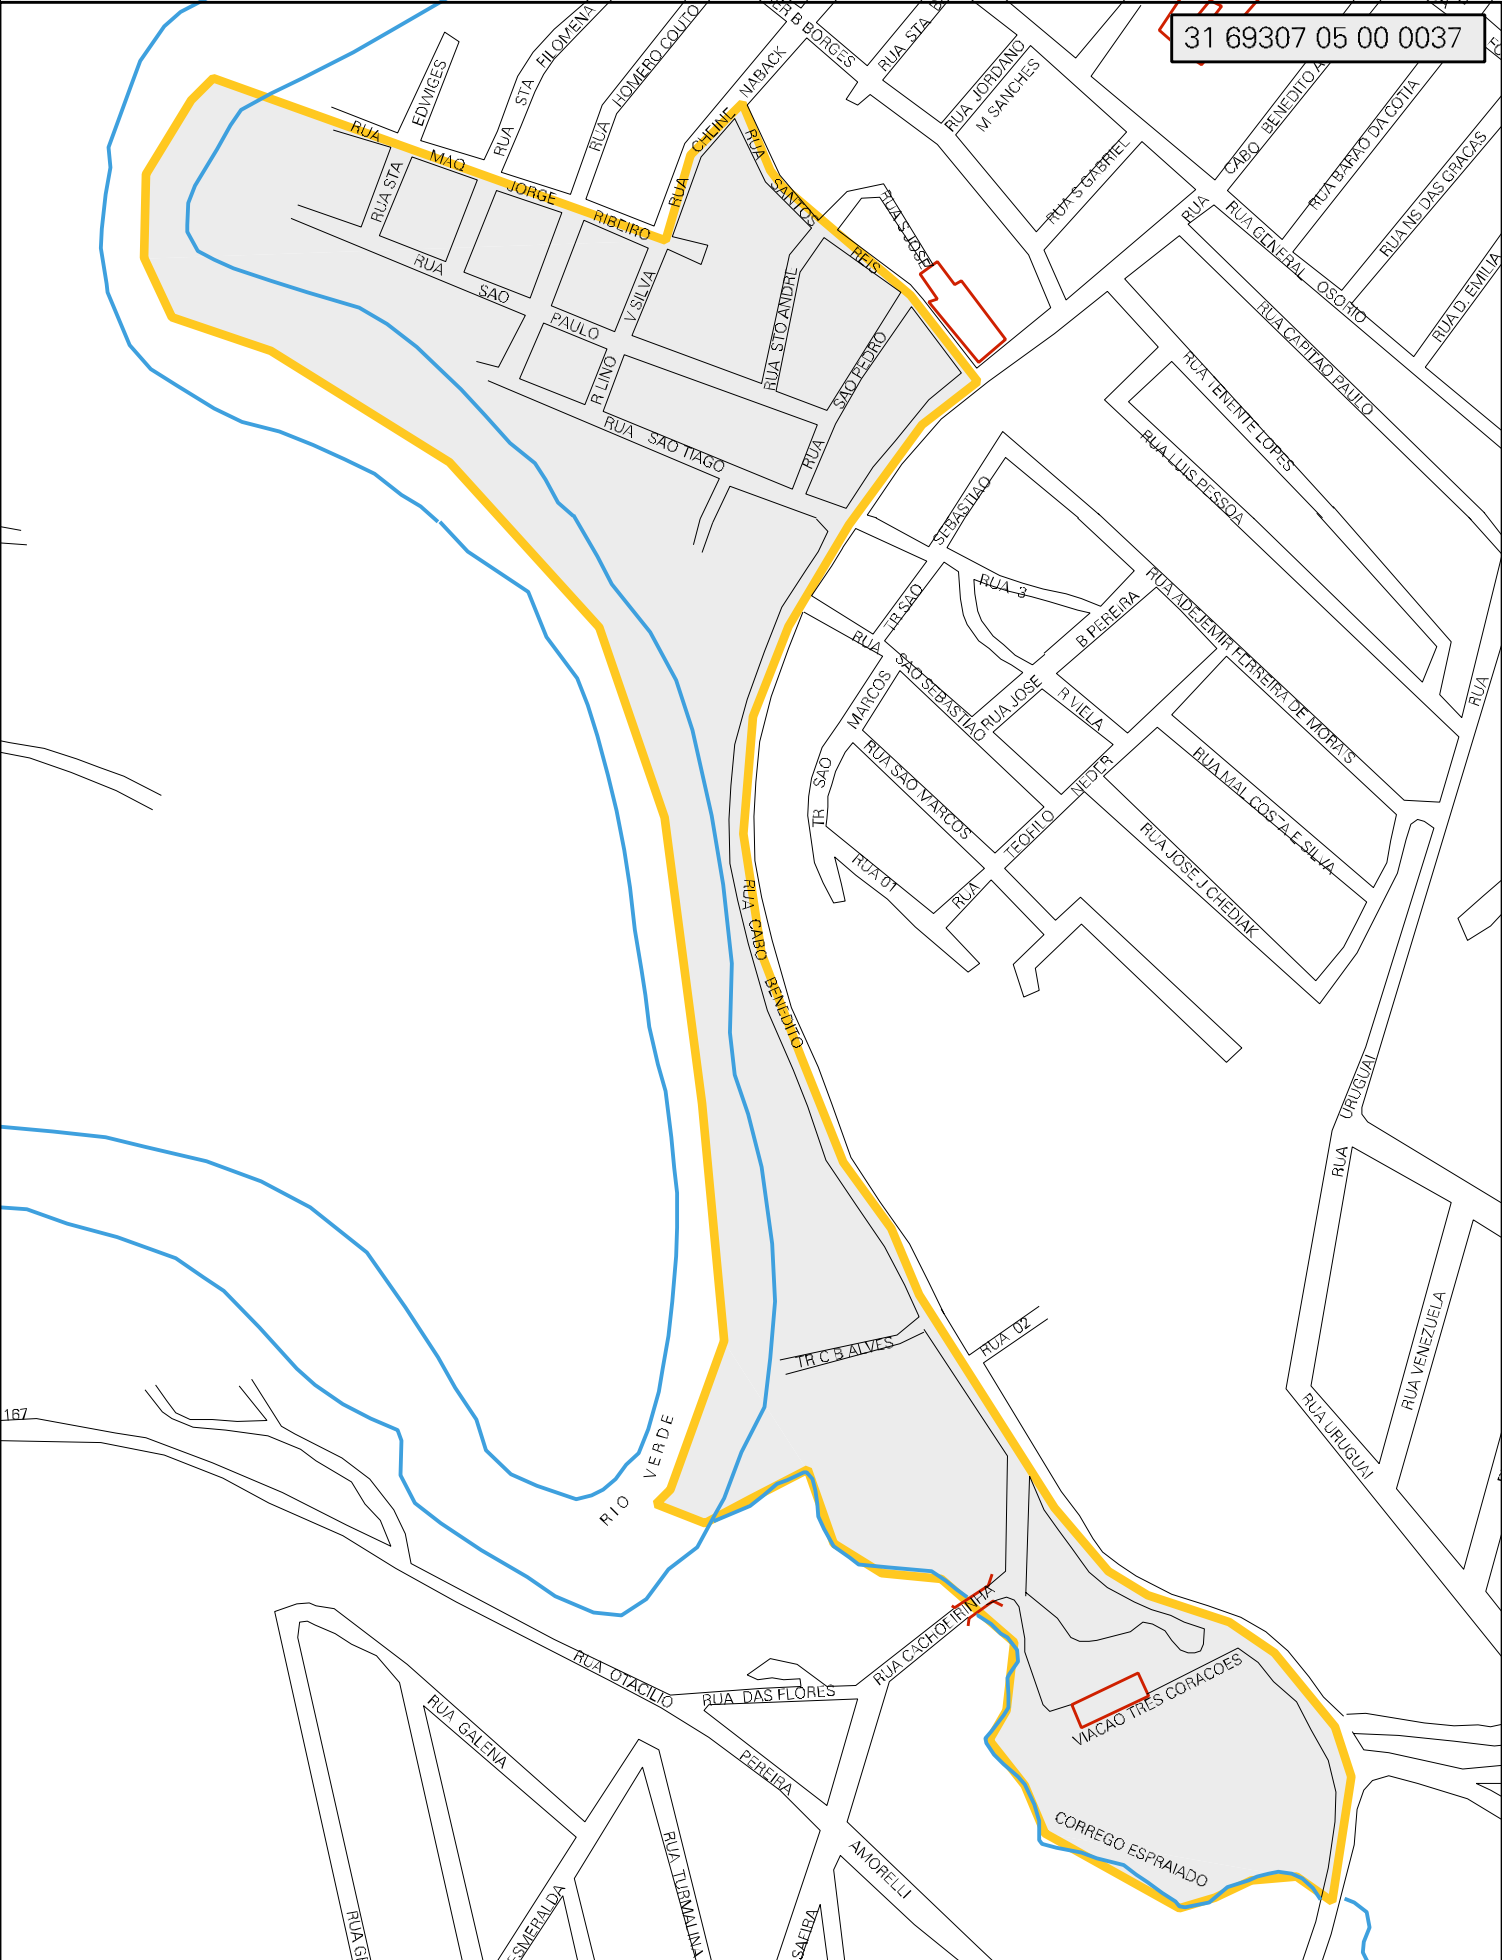 31 69307 05 00 0037
FILOMENA
RUA STA
HOMERO COUTO
RUA
ER B BORGES
NABACK
RUA STA B
RUA JORDANO
M SANCHES
EDWIGES
RUA
MAQ
JORGE
RIBEIRO
RUA
RUA
SANTOS
REIS
RUA S JOSE
RUA S GABRIEL
RUA
CABO BENEDITO A
RUA BARAO DA COTIA
RUA NS DAS GRACAS
RUA GENERAL OSORIO
RUA D. EMILIA
RUA CAPITAO PAULO
RUA TENENTE LOPES
RUA LUIS PESSOA
RUA STA
RUA
SAO
PAULO
V SILVA
R LINO
RUA STO ANDRE
SAO PEDRO
RUA
RUA SAO TIAGO
SEBASTIAO
TR SAO
RUA 3
B PEREIRA
RUA JOSE
RUA ADEJEMIR FERREIRA DE MORAIS
RUA
SAO SEBASTIAO
R VIELA
RUA
MARCOS
SAO
TR
RUA SAO MARCOS
NEDER
TEOFILO
RUA
RUA MAL COSTA E SILVA
RUA JOSE J CHEDIAK
RUA 01
RUA CABO BENEDITO
URUGUAI
RUA
RUA VENEZUELA
RUA URUGUAI
RUA 02
TR C B ALVES
167
RIO VERDE
RUA CACHOEIRINHA
RUA OTACILIO
RUA DAS FLORES
PEREIRA
AMORELLI
VIACAO TRES CORACOES
CORREGO ESPRAIADO
RUA GALENA
RUA TURMALINA
ESMERALDA
SAFIRA